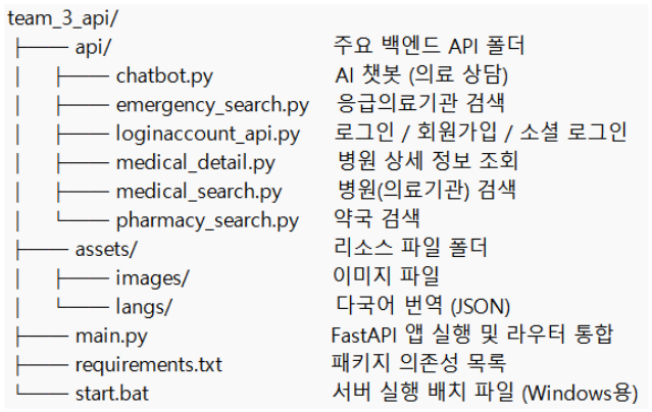 team_3_api/
├── api/ 주요 백엔드 API 폴더
│ ├── chatbot.py AI 챗봇 (의료 상담)
│ ├── emergency_search.py 응급의료기관 검색
│ ├── loginaccount_api.py 로그인 / 회원가입 / 소셜 로그인
│ ├── medical_detail.py 병원 상세 정보 조회
│ ├── medical_search.py 병원(의료기관) 검색
│ └── pharmacy_search.py 약국 검색
├── assets/ 리소스 파일 폴더
│ ├── images/ 이미지 파일
│ └── langs/ 다국어 번역 (JSON)
├── main.py FastAPI 앱 실행 및 라우터 통합
├── requirements.txt 패키지 의존성 목록
└── start.bat 서버 실행 배치 파일 (Windows용)